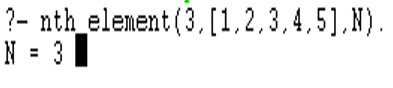 ?- nth_element(3,[1,2,3,4,5],N).
N = 3